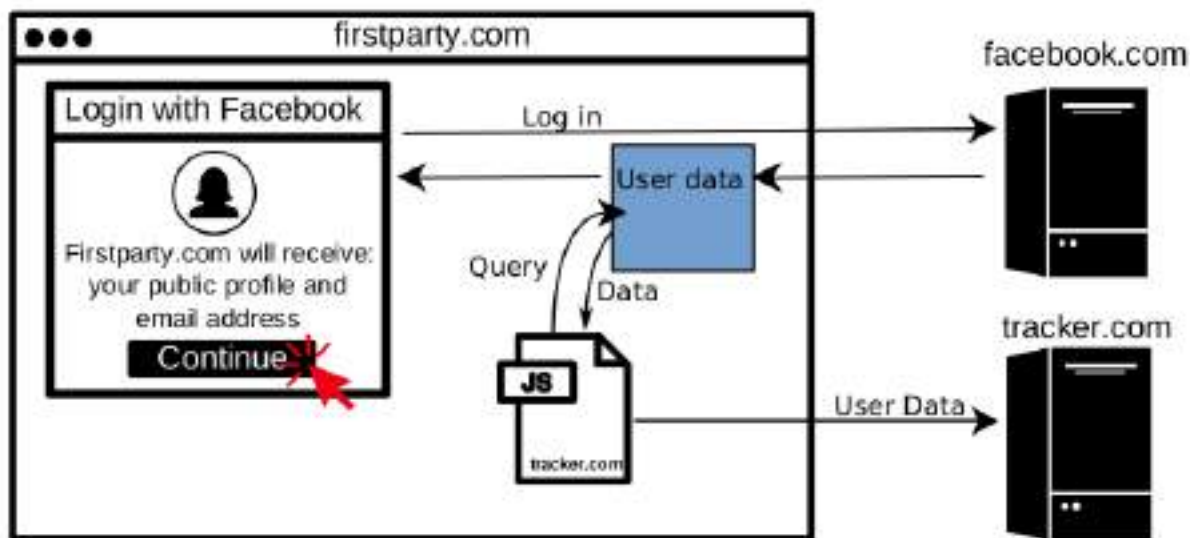 firstparty.com
facebook.com
Login with Facebook
Log in
User data
Firstparty.com will receive:
your public profile and
email address
Continue
Query
Data
JS
tracker.com
User Data
tracker.com